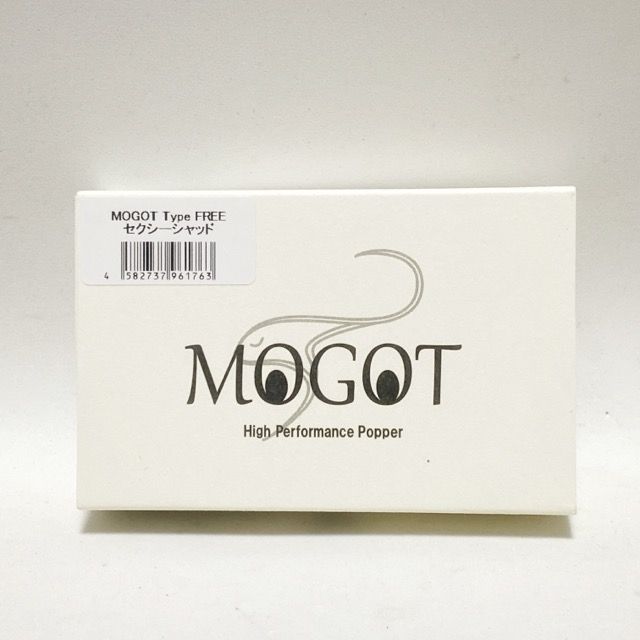 MOGOT Type FREE
セクシーシャッド
4 582737 961763
MOGOT
High Performance Popper